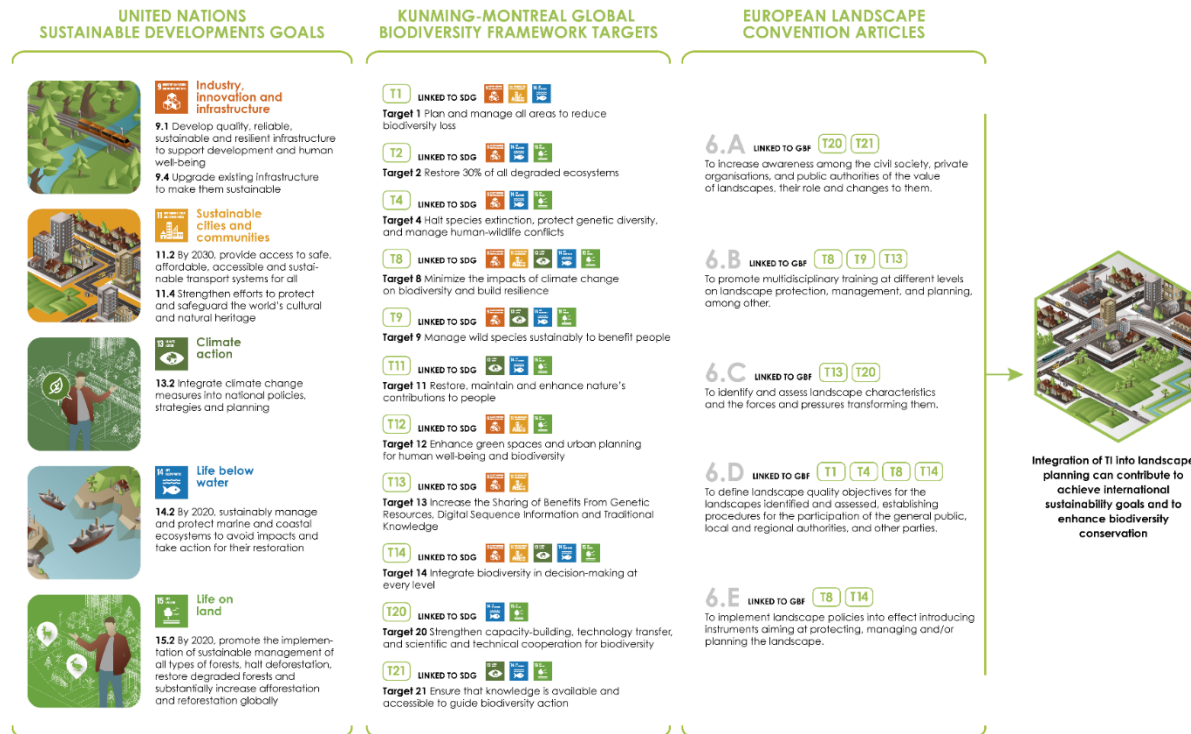 UNITED NATIONS
SUSTAINABLE DEVELOPMENTS GOALS
9
Industry,
innovation and
infrastructure
9.1 Develop quality, reliable,
sustainable and resilient infrastructure
to support development and human
well-being
9.4 Upgrade existing infrastructure
to make them sustainable
11
Sustainable
cities and
communities
11.2 By 2030, provide access to safe,
affordable, accessible and sustai-
nable transport systems for all
11.4 Strengthen efforts to protect
and safeguard the world's cultural
and natural heritage
13
Climate
action
13.2 Integrate climate change
measures into national policies,
strategies and planning
14
Life below
water
14.2 By 2020, sustainably manage
and protect marine and coastal
ecosystems to avoid impacts and
take action for their restoration
15
Life on
land
15.2 By 2020, promote the implemen-
tation of sustainable management of
all types of forests, halt deforestation,
restore degraded forests and
substantially increase afforestation
and reforestation globally
KUNMING-MONTREAL GLOBAL
BIODIVERSITY FRAMEWORK TARGETS
T1 LINKED TO SDG
Target 1 Plan and manage all areas to reduce
biodiversity loss
T2 LINKED TO SDG
Target 2 Restore 30% of all degraded ecosystems
T4 LINKED TO SDG
Target 4 Halt species extinction, protect genetic diversity,
and manage human-wildlife conflicts
T8 LINKED TO SDG
Target 8 Minimize the impacts of climate change
on biodiversity and build resilience
T9 LINKED TO SDG
Target 9 Manage wild species sustainably to benefit people
T11 LINKED TO SDG
Target 11 Restore, maintain and enhance nature's
contributions to people
T12 LINKED TO SDG
Target 12 Enhance green spaces and urban planning
for human well-being and biodiversity
T13 LINKED TO SDG
Target 13 Increase the Sharing of Benefits From Genetic
Resources, Digital Sequence Information and Traditional
Knowledge
T14 LINKED TO SDG
Target 14 Integrate biodiversity in decision-making at
every level
T20 LINKED TO SDG
Target 20 Strengthen capacity-building, technology transfer,
and scientific and technical cooperation for biodiversity
T21 LINKED TO SDG
Target 21 Ensure that knowledge is available and
accessible to guide biodiversity action
EUROPEAN LANDSCAPE
CONVENTION ARTICLES
6.A LINKED TO GBF T20 T21
To increase awareness among the civil society, private
organisations, and public authorities of the value
of landscapes, their role and changes to them.
6.B LINKED TO GBF T8 T9 T13
To promote multidisciplinary training at different levels
on landscape protection, management, and planning,
among other.
6.C LINKED TO GBF T13 T20
To identify and assess landscape characteristics
and the forces and pressures transforming them.
6.D LINKED TO GBF T1 T4 T8 T14
To define landscape quality objectives for the
landscapes identified and assessed, establishing
procedures for the participation of the general public,
local and regional authorities, and other parties.
6.E LINKED TO GBF T8 T14
To implement landscape policies into effect introducing
instruments aiming at protecting, managing and/or
planning the landscape.
Integration of TI into landscape
planning can contribute to
achieve international
sustainability goals and to
enhance biodiversity
conservation